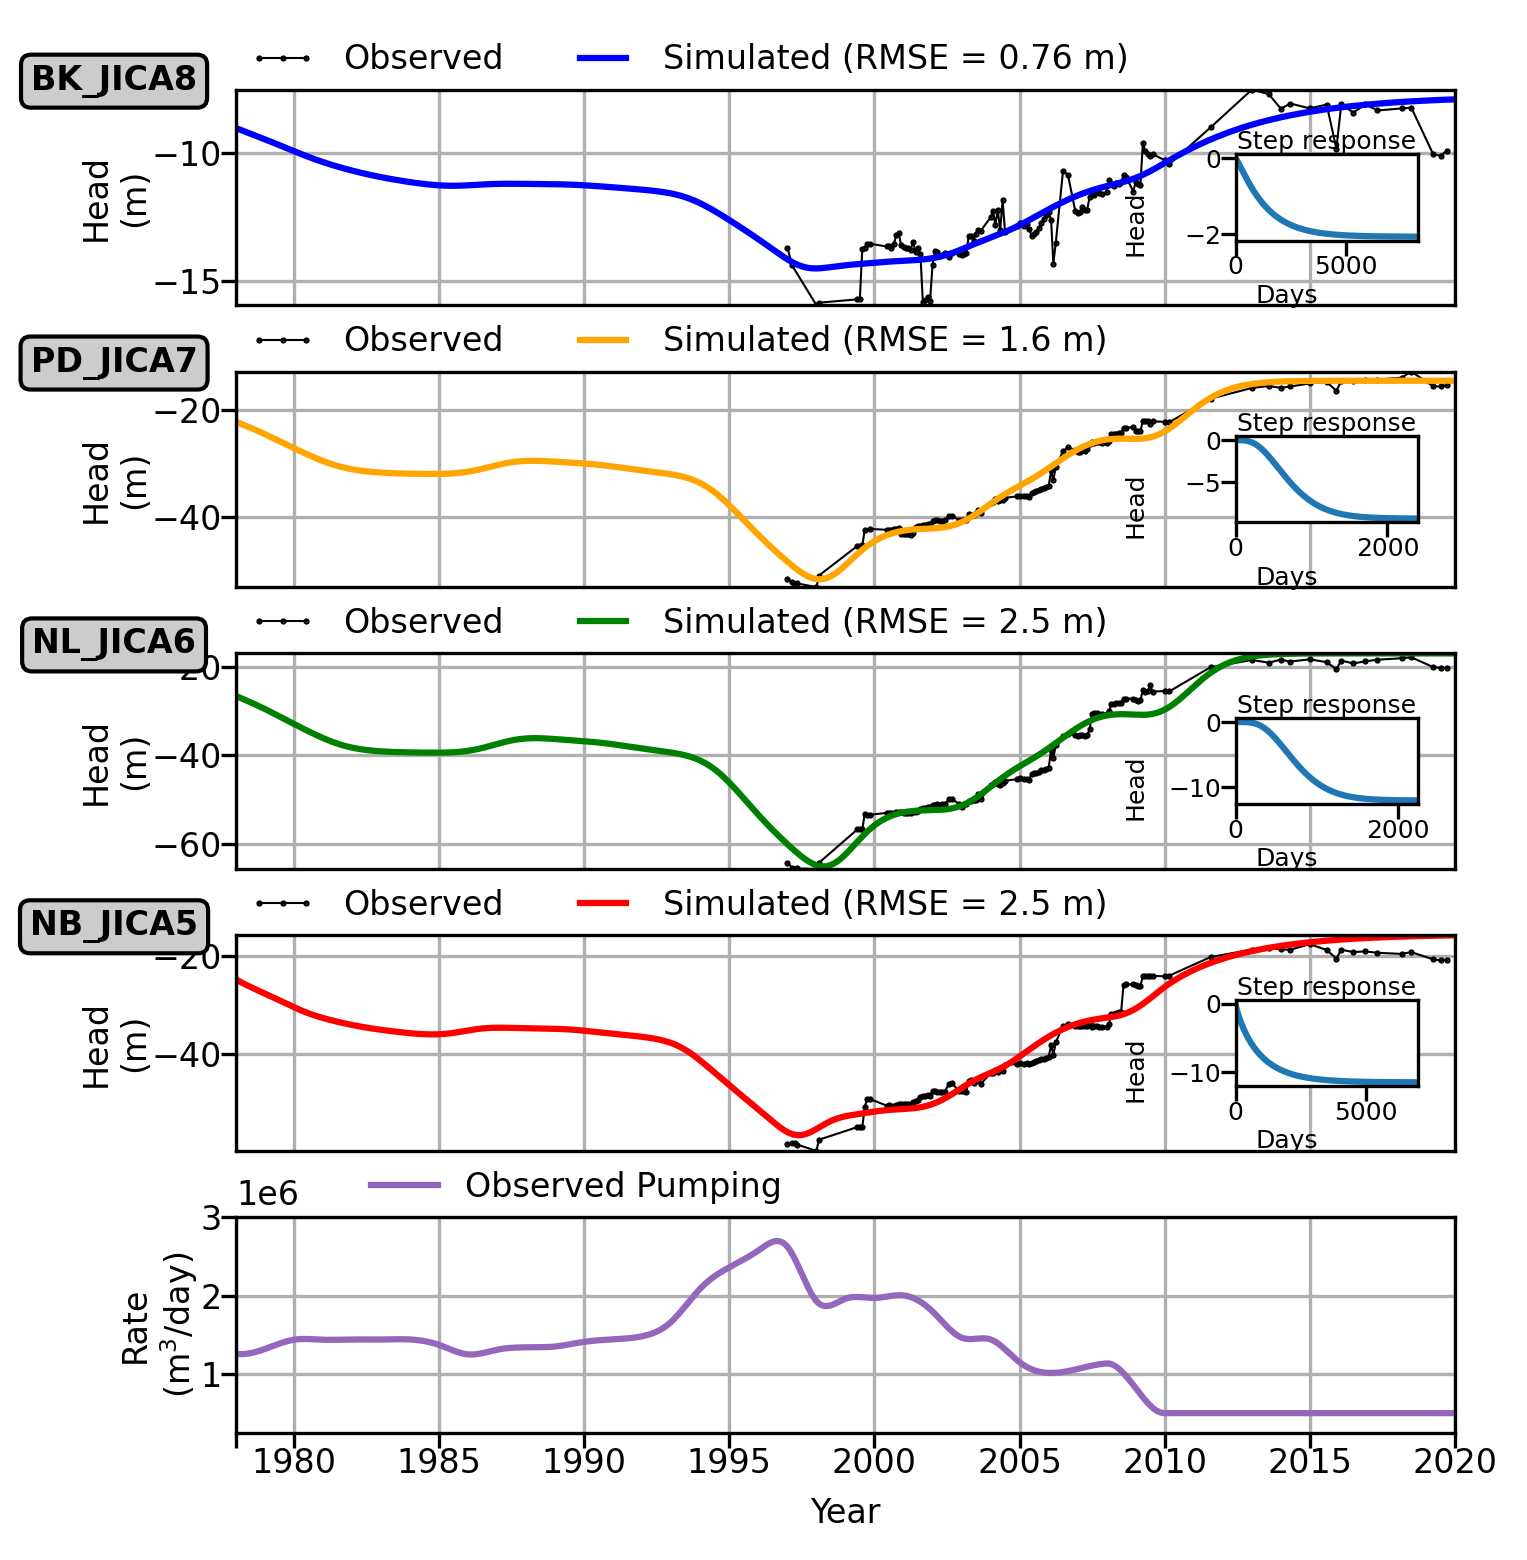 Observed Simulated (RMSE = 0.76 m)
BK_JICA8
Head
(m)
−10
−15
Step response
Head
0
−2
0 5000
Days
Observed Simulated (RMSE = 1.6 m)
PD_JICA7
Head
(m)
−20
−40
Step response
Head
0
−5
0 2000
Days
Observed Simulated (RMSE = 2.5 m)
NL_JICA6
Head
(m)
20
−40
−60
Step response
Head
0
−10
0 2000
Days
Observed Simulated (RMSE = 2.5 m)
NB_JICA5
Head
(m)
−20
−40
Step response
Head
0
−10
0 5000
Days
1e6 Observed Pumping
Rate
(m³/day)
3
2
1
1980 1985 1990 1995 2000 2005 2010 2015 2020
Year